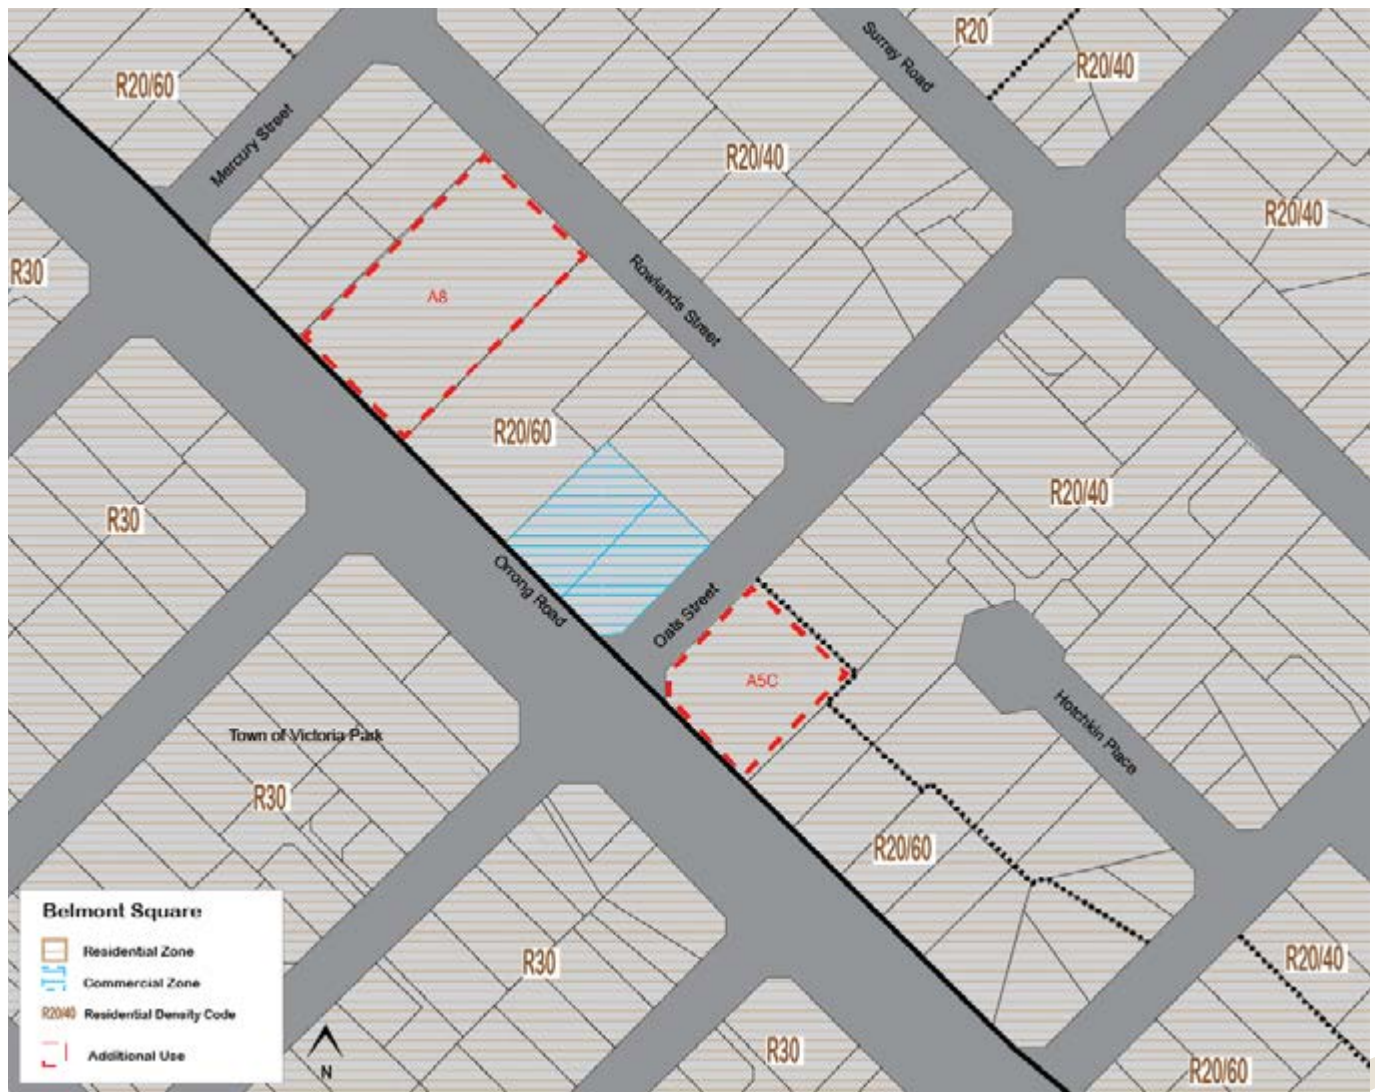 Surrey Road
R20
R20/40
R20/60
Mercury Street
R20/40
R20/40
R30
A8
Rowlands Street
R20/60
R20/40
R30
Orrong Road
Oats Street
A5C
Hotchkin Place
Town of Victoria Park
R30
R20/60
R30
R20/40
R30
R20/60
Belmont Square
Residential Zone
Commercial Zone
R20/40 Residential Density Code
Additional Use
N